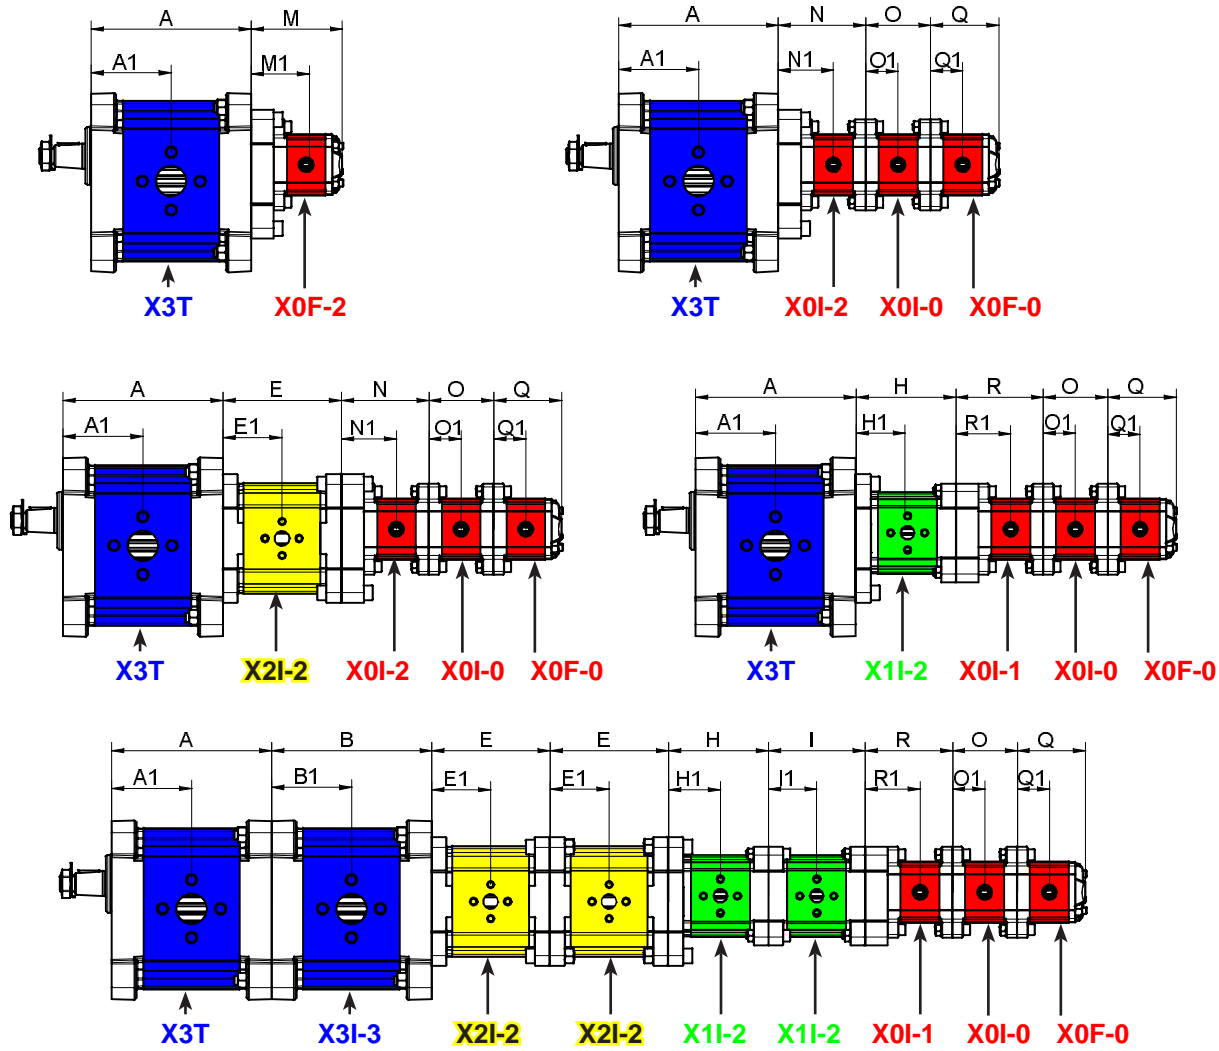 A M
A1 M1
X3T X0F-2
A N O Q
A1 N1 O1 Q1
X3T X0I-2 X0I-0 X0F-0
A E N O Q
A1 E1 N1 O1 Q1
X3T X2I-2 X0I-2 X0I-0 X0F-0
A H R O Q
A1 H1 R1 O1 Q1
X3T X1I-2 X0I-1 X0I-0 X0F-0
A B E E H I R O Q
A1 B1 E1 E1 H1 I1 R1 O1 Q1
X3T X3I-3 X2I-2 X2I-2 X1I-2 X1I-2 X0I-1 X0I-0 X0F-0